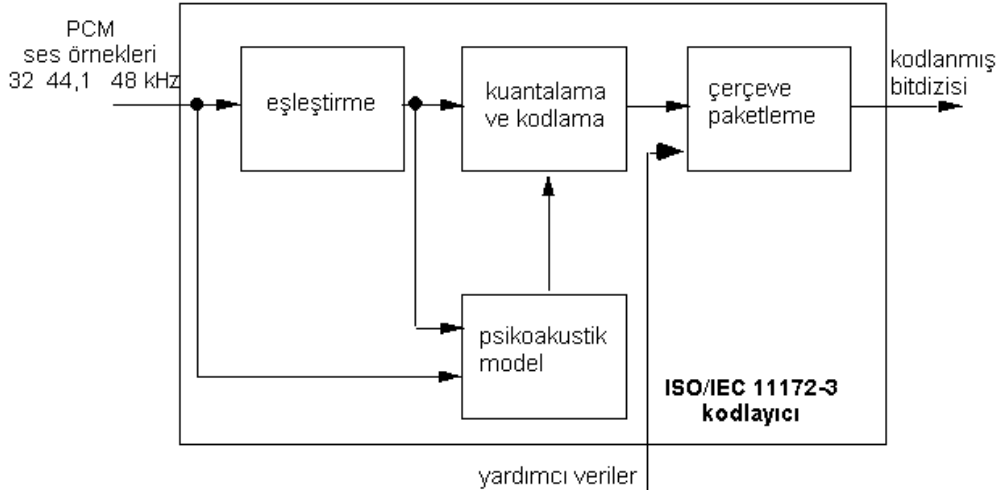 PCM
ses örnekleri
32 44,1 48 kHz
eşleştirme
kuantalama
ve kodlama
çerçeve
paketleme
kodlanmış
bitdizisi
psikoakustik
model
ISO/IEC 11172-3
kodlayıcı
yardımcı veriler